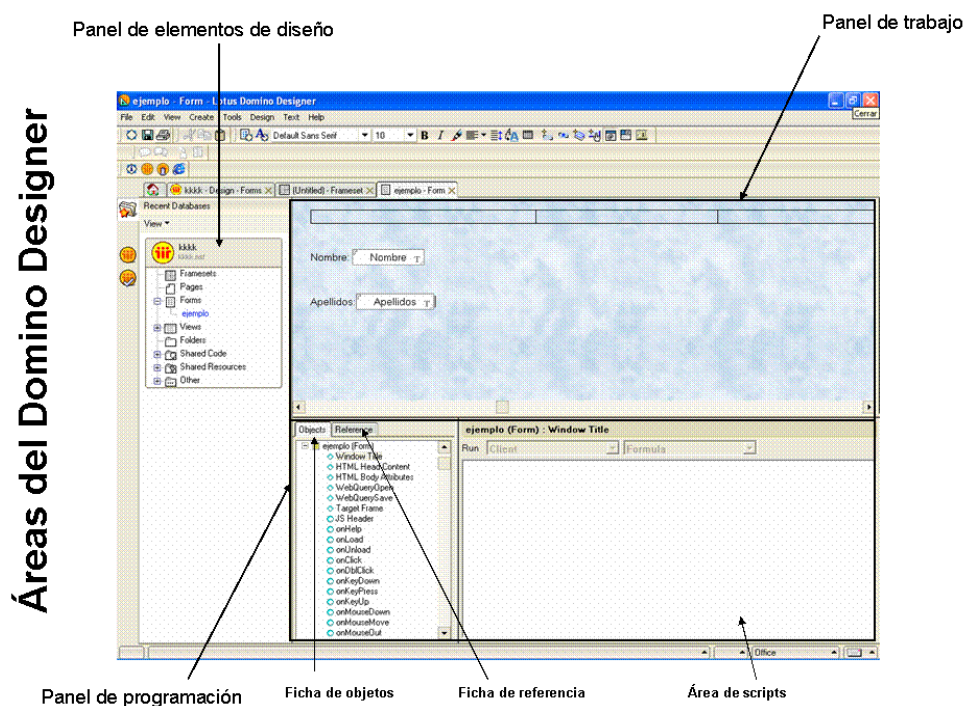 Áreas del Domino Designer
Panel de elementos de diseño
Panel de trabajo
ejemplo - Form - Lotus Domino Designer
Cerrar
File Edit View Create Tools Design Text Help
Default Sans Serif 10 B I
kkkk - Design - Forms (Untitled) - Frameset ejemplo - Form
Recent Databases
View
kkkk
kkkk.nsf
Framesets
Pages
Forms
ejemplo
Views
Folders
Shared Code
Shared Resources
Other
Nombre: Nombre T
Apellidos: Apellidos T
Objects Reference
ejemplo (Form)
Window Title
HTML Head Content
HTML Body Attributes
WebQueryOpen
WebQuerySave
Target Frame
JS Header
onHelp
onLoad
onUnload
onClick
onDblClick
onKeyDown
onKeyPress
onKeyUp
onMouseDown
onMouseMove
onMouseOut
ejemplo (Form) : Window Title
Run Client Formula
Office
Panel de programación
Ficha de objetos
Ficha de referencia
Área de scripts